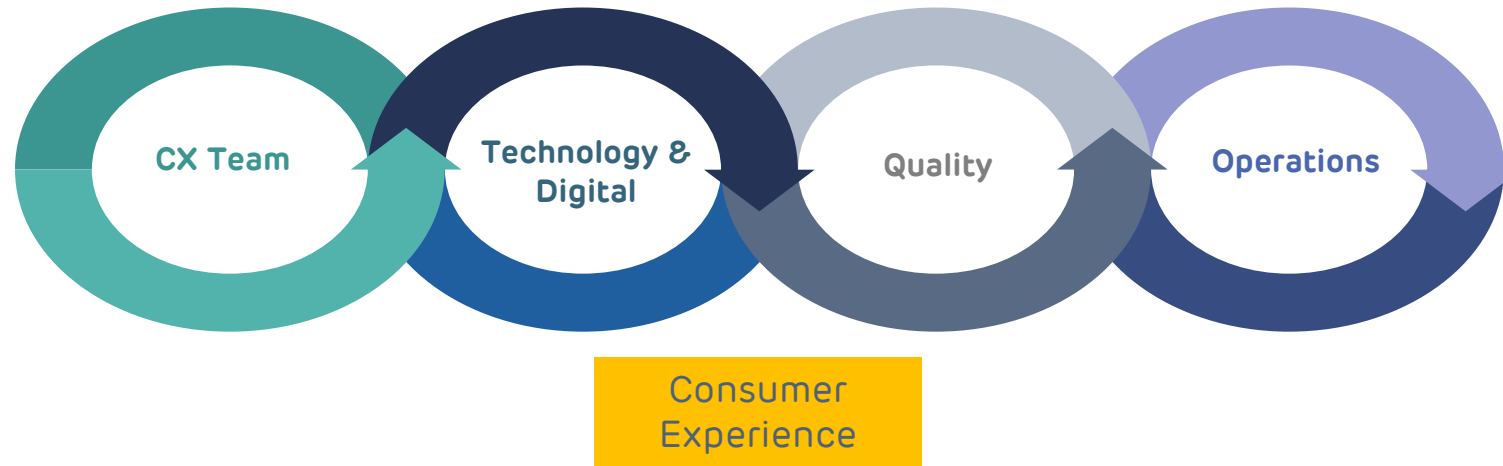 CX Team
Technology &
Digital
Quality
Operations
Consumer
Experience